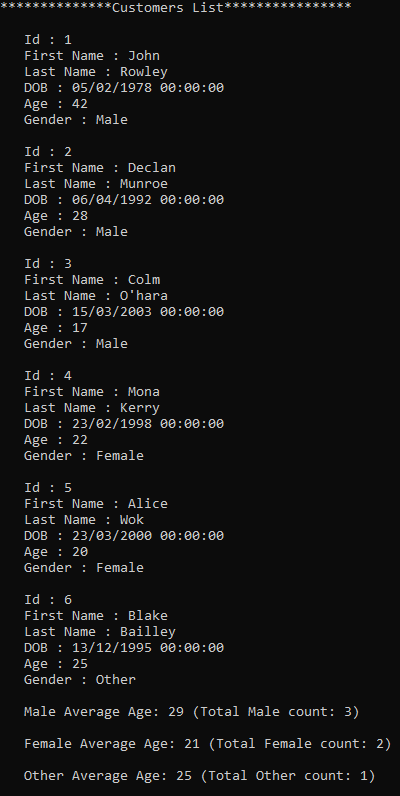 **************Customers List****************
Id : 1
First Name : John
Last Name : Rowley
DOB : 05/02/1978 00:00:00
Age : 42
Gender : Male
Id : 2
First Name : Declan
Last Name : Munroe
DOB : 06/04/1992 00:00:00
Age : 28
Gender : Male
Id : 3
First Name : Colm
Last Name : O'hara
DOB : 15/03/2003 00:00:00
Age : 17
Gender : Male
Id : 4
First Name : Mona
Last Name : Kerry
DOB : 23/02/1998 00:00:00
Age : 22
Gender : Female
Id : 5
First Name : Alice
Last Name : Wok
DOB : 23/03/2000 00:00:00
Age : 20
Gender : Female
Id : 6
First Name : Blake
Last Name : Bailley
DOB : 13/12/1995 00:00:00
Age : 25
Gender : Other
Male Average Age: 29 (Total Male count: 3)
Female Average Age: 21 (Total Female count: 2)
Other Average Age: 25 (Total Other count: 1)